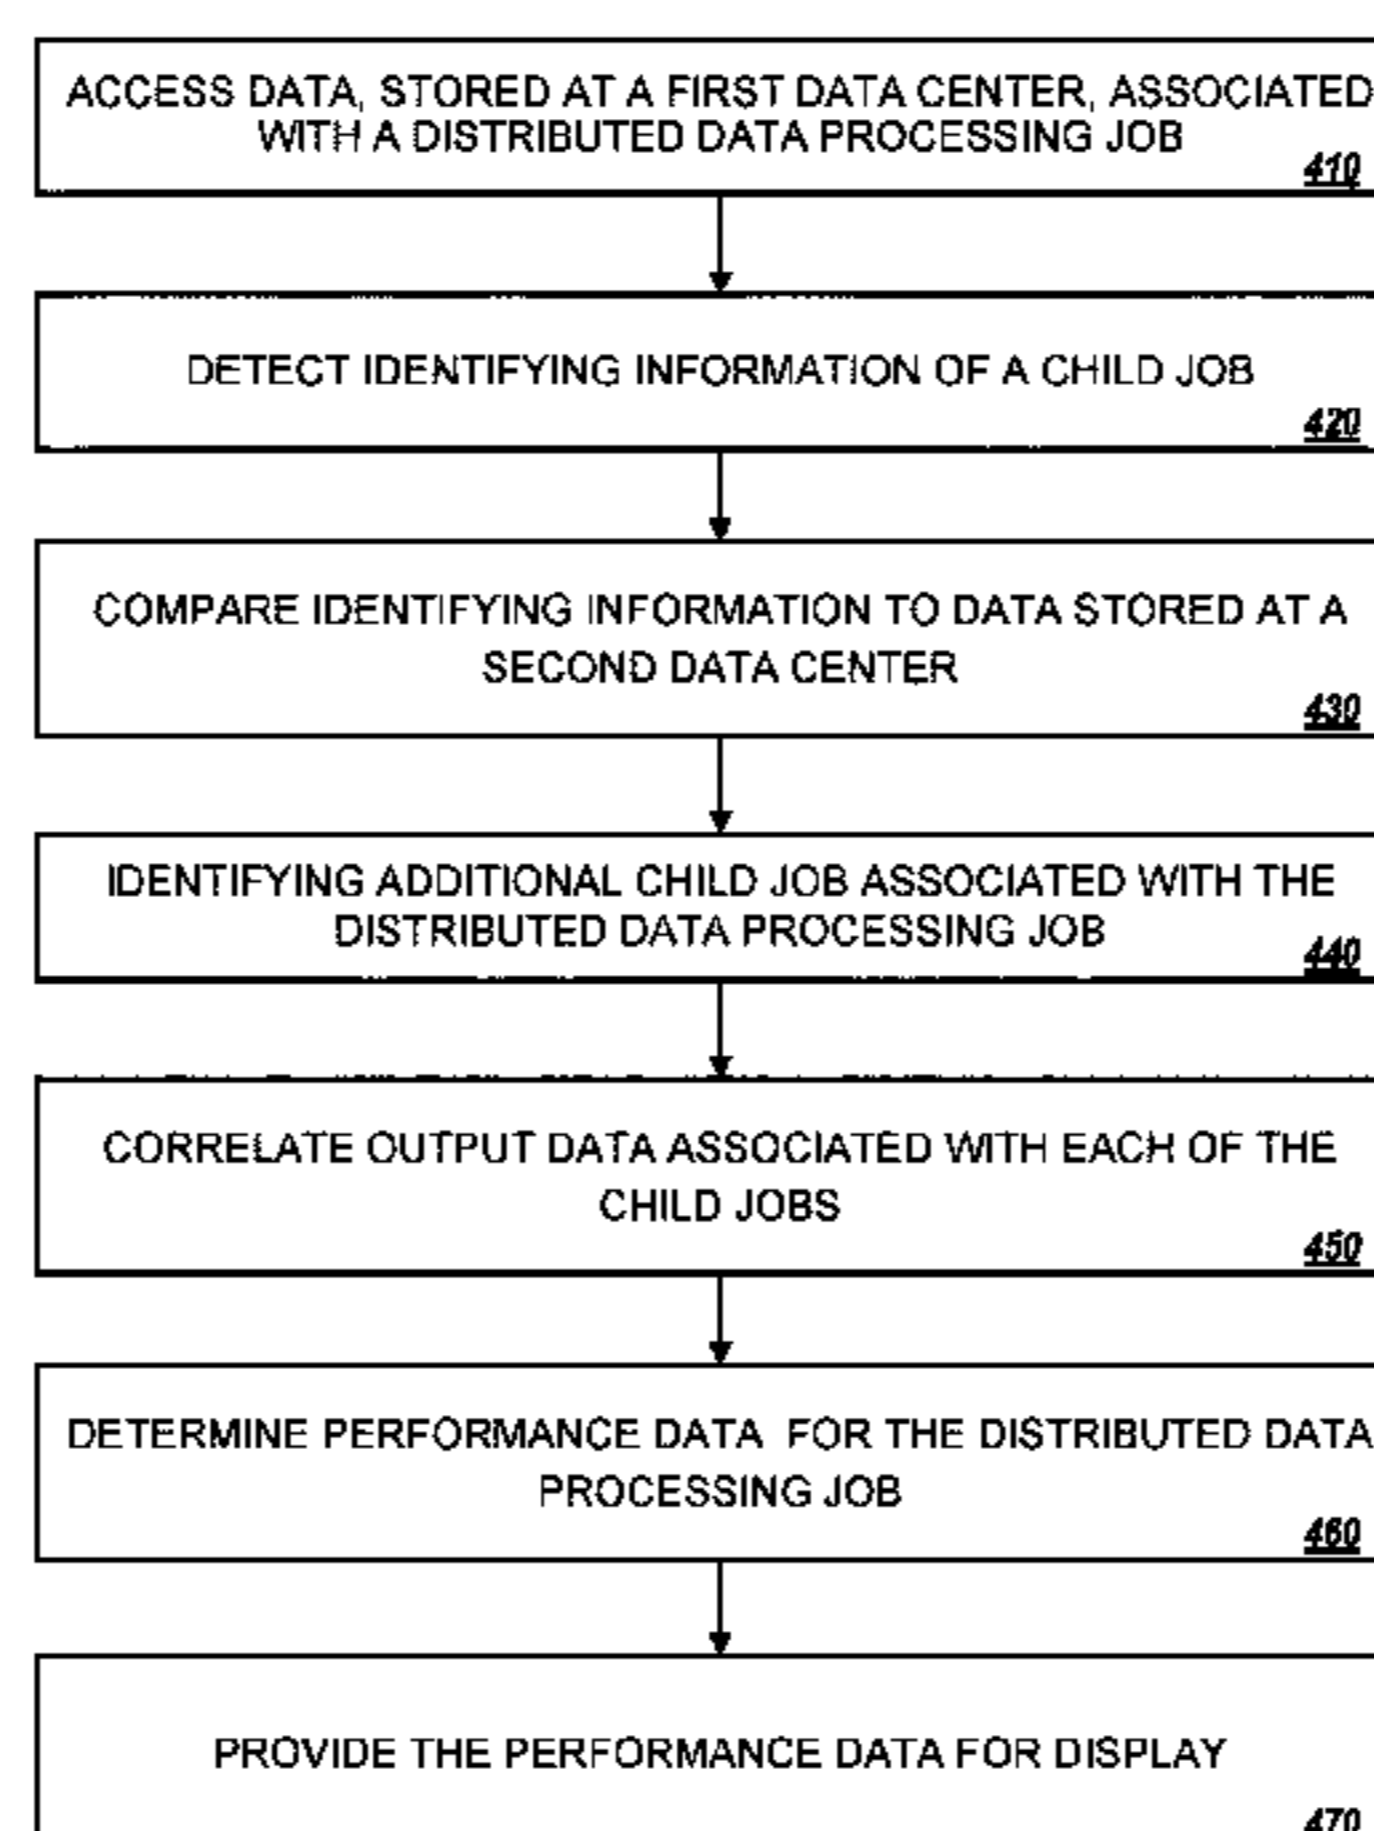 ACCESS DATA, STORED AT A FIRST DATA CENTER, ASSOCIATED
WITH A DISTRIBUTED DATA PROCESSING JOB
410
DETECT IDENTIFYING INFORMATION OF A CHILD JOB
420
COMPARE IDENTIFYING INFORMATION TO DATA STORED AT A
SECOND DATA CENTER
430
IDENTIFYING ADDITIONAL CHILD JOB ASSOCIATED WITH THE
DISTRIBUTED DATA PROCESSING JOB
440
CORRELATE OUTPUT DATA ASSOCIATED WITH EACH OF THE
CHILD JOBS
450
DETERMINE PERFORMANCE DATA FOR THE DISTRIBUTED DATA
PROCESSING JOB
460
PROVIDE THE PERFORMANCE DATA FOR DISPLAY
470